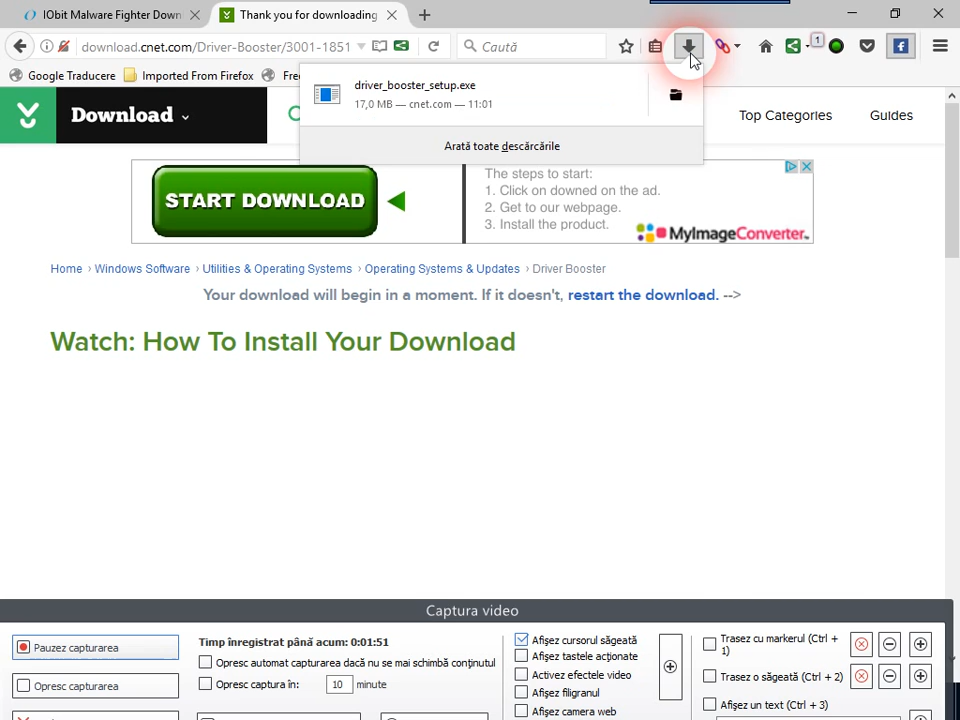 IObit Malware Fighter Down
Thank you for downloading
download.cnet.com/Driver-Booster/3001-1851
Caută
1
Google Traducere
Imported From Firefox
Fre
driver_booster_setup.exe
17,0 MB — cnet.com — 11:01
Arată toate descărcările
Download
Top Categories
Guides
START DOWNLOAD
The steps to start:
1. Click on downed on the ad.
2. Get to our webpage.
3. Install the product.
MyImageConverter
Home › Windows Software › Utilities & Operating Systems › Operating Systems & Updates › Driver Booster
Your download will begin in a moment. If it doesn't, restart the download. -->
Watch: How To Install Your Download
Captura video
Pauzez capturarea
Opresc capturarea
Timp înregistrat până acum: 0:01:51
Opresc automat capturarea dacă nu se mai schimbă conținutul
Opresc captura în: 10 minute
Afişez cursorul săgeată
Afişez tastele acționate
Activez efectele video
Afişez filigranul
Afişez camera web
Trasez cu markerul (Ctrl +
1)
Trasez o săgeată (Ctrl + 2)
Afişez un text (Ctrl + 3)